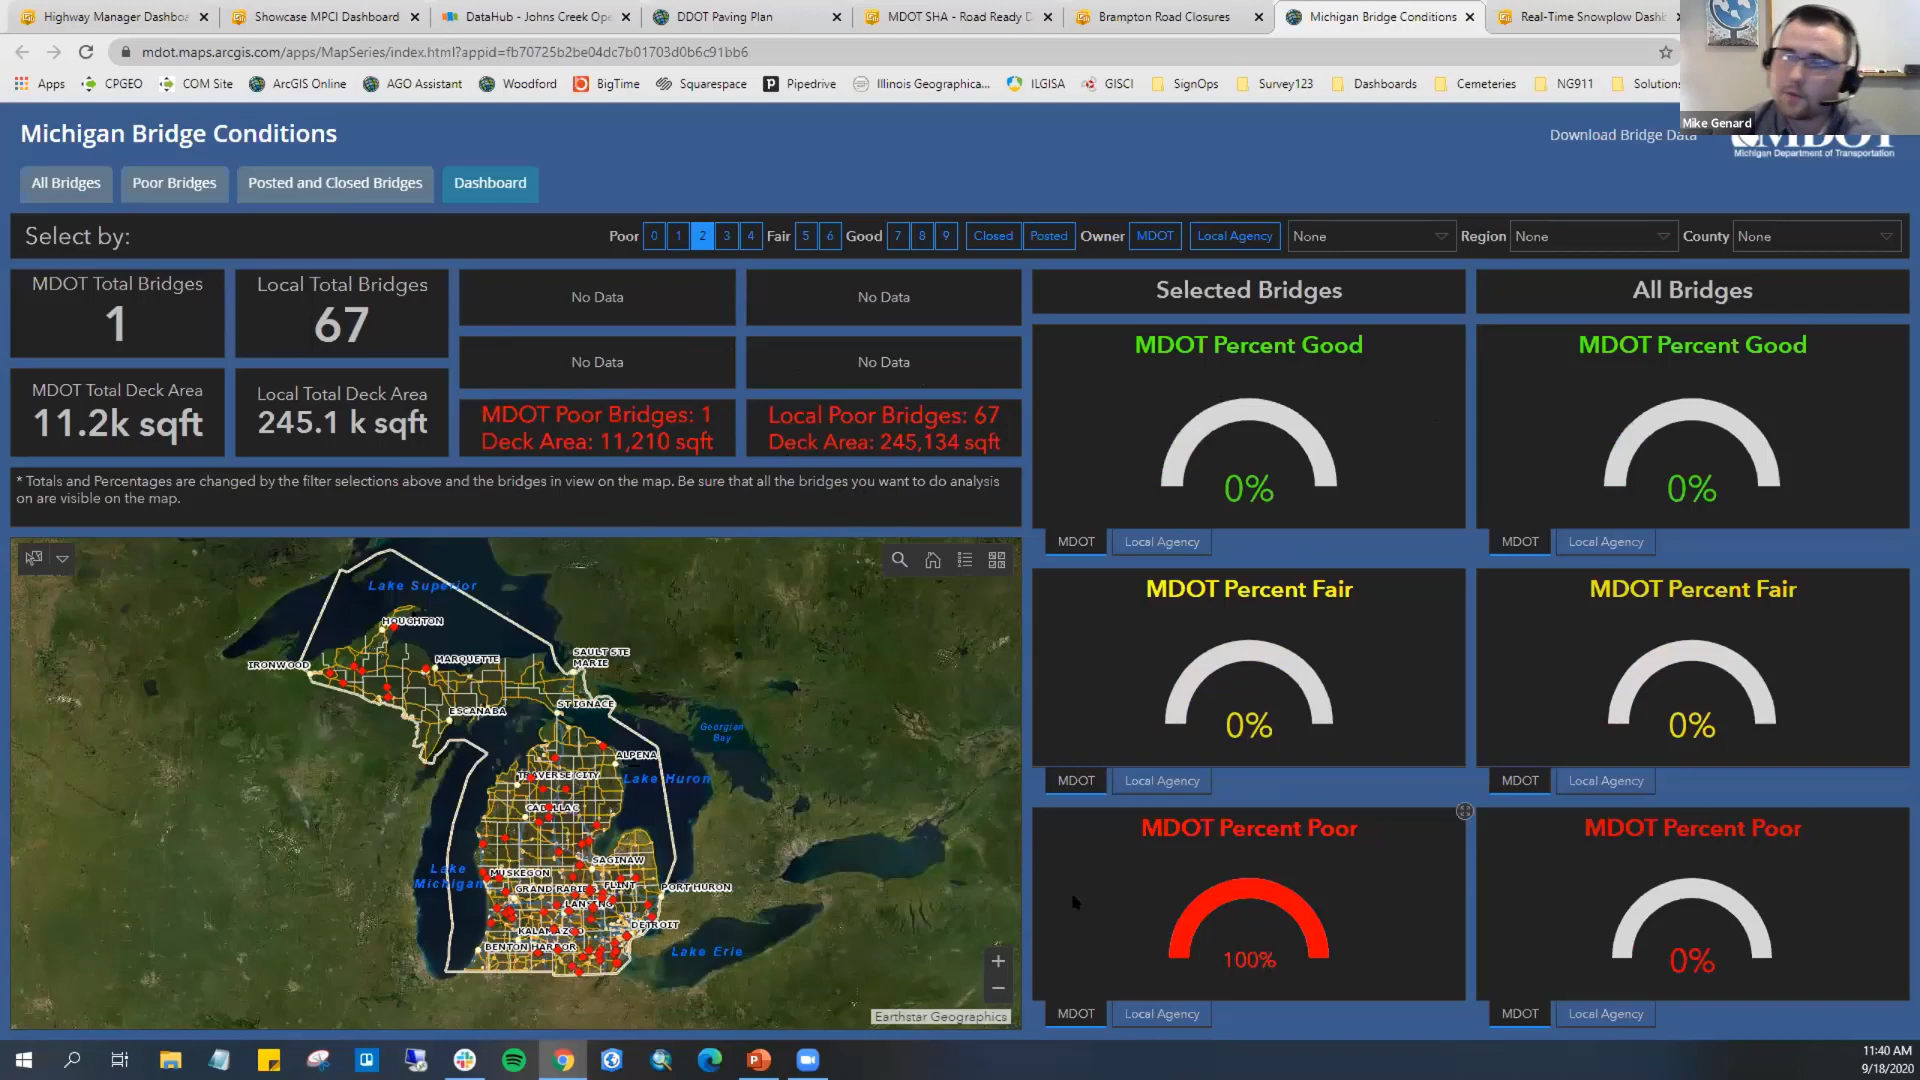 Highway Manager Dashboa
Showcase MPCI Dashboard
DataHub - Johns Creek Ope
DDOT Paving Plan
MDOT SHA - Road Ready D
Brampton Road Closures
Michigan Bridge Conditions
Real-Time Snowplow Dashb
mdot.maps.arcgis.com/apps/MapSeries/index.html?appid=fb70725b2be04dc7b01703d0b6c91bb6
Apps CPGEO COM Site ArcGIS Online AGO Assistant Woodford BigTime Squarespace Pipedrive Illinois Geographica... ILGISA GISCI SignOps Survey123 Dashboards Cemeteries NG911 Solution
Mike Genard
Michigan Bridge Conditions
Download Bridge Data
MDOT
Michigan Department of Transportation
All Bridges
Poor Bridges
Posted and Closed Bridges
Dashboard
Select by:
Poor 0 1 2 3 4 Fair 5 6 Good 7 8 9 Closed Posted Owner MDOT Local Agency None Region None County None
MDOT Total Bridges
1
Local Total Bridges
67
No Data
No Data
MDOT Total Deck Area
11.2k sqft
Local Total Deck Area
245.1 k sqft
No Data
No Data
MDOT Poor Bridges: 1
Deck Area: 11,210 sqft
Local Poor Bridges: 67
Deck Area: 245,134 sqft
* Totals and Percentages are changed by the filter selections above and the bridges in view on the map. Be sure that all the bridges you want to do analysis
on are visible on the map.
Lake Superior
HOUGHTON
IRONWOOD
MARQUETTE
SAULT STE
MARIE
ESCANABA
ST IGNACE
Georgian
Bay
ALPENA
TRAVERSE CITY
Lake Huron
CADILLAC
SAGINAW
Lake
Michigan
MUSKEGON
GRAND RAPIDS
FLINT
PORT HURON
LANSING
DETROIT
KALAMAZOO
BENTON HARBOR
Lake Erie
Earthstar Geographics
Selected Bridges
All Bridges
MDOT Percent Good
0%
MDOT Local Agency
MDOT Percent Good
0%
MDOT Local Agency
MDOT Percent Fair
0%
MDOT Local Agency
MDOT Percent Fair
0%
MDOT Local Agency
MDOT Percent Poor
100%
MDOT Local Agency
MDOT Percent Poor
0%
MDOT Local Agency
11:40 AM
9/18/2020